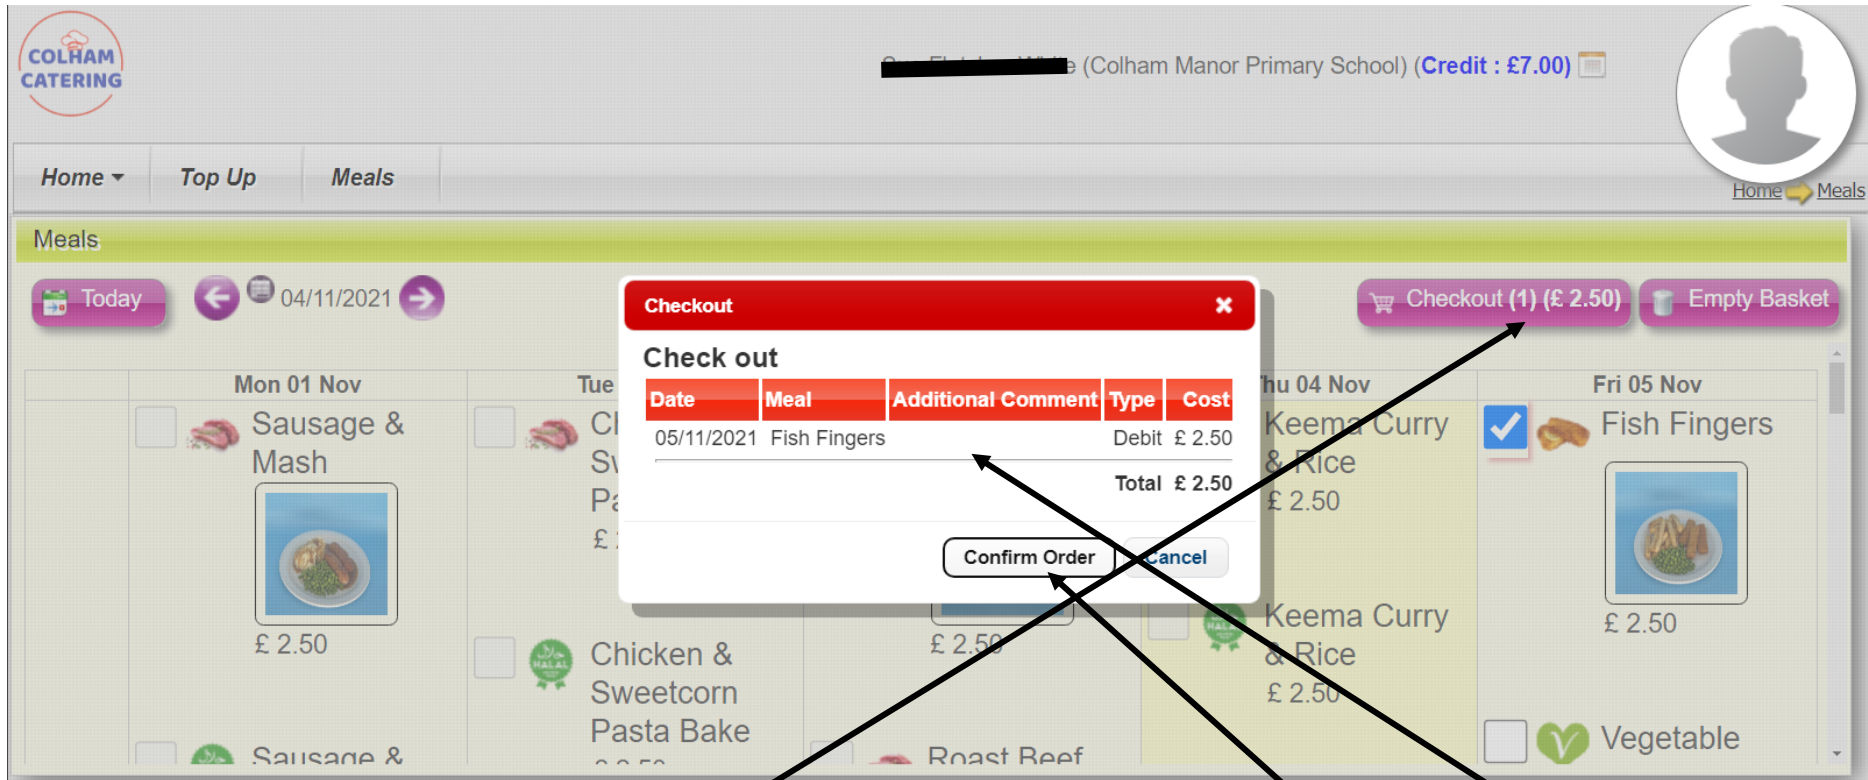 COLHAM
CATERING
(Colham Manor Primary School) (Credit : £7.00)
Home
Top Up
Meals
Home Meals
Meals
Today
04/11/2021
Checkout (1) (£ 2.50)
Empty Basket
Checkout
Check out
Date Meal Additional Comment Type Cost
05/11/2021 Fish Fingers Debit £ 2.50
Total £ 2.50
Confirm Order
Cancel
Mon 01 Nov
Tue
Thu 04 Nov
Fri 05 Nov
Sausage &
Mash
£ 2.50
Sausage &
£
HALAL
Chicken &
Sweetcorn
Pasta Bake
£ 2.50
Roast Beef
Keema Curry
& Rice
£ 2.50
HALAL
Keema Curry
& Rice
£ 2.50
Fish Fingers
£ 2.50
V
Vegetable